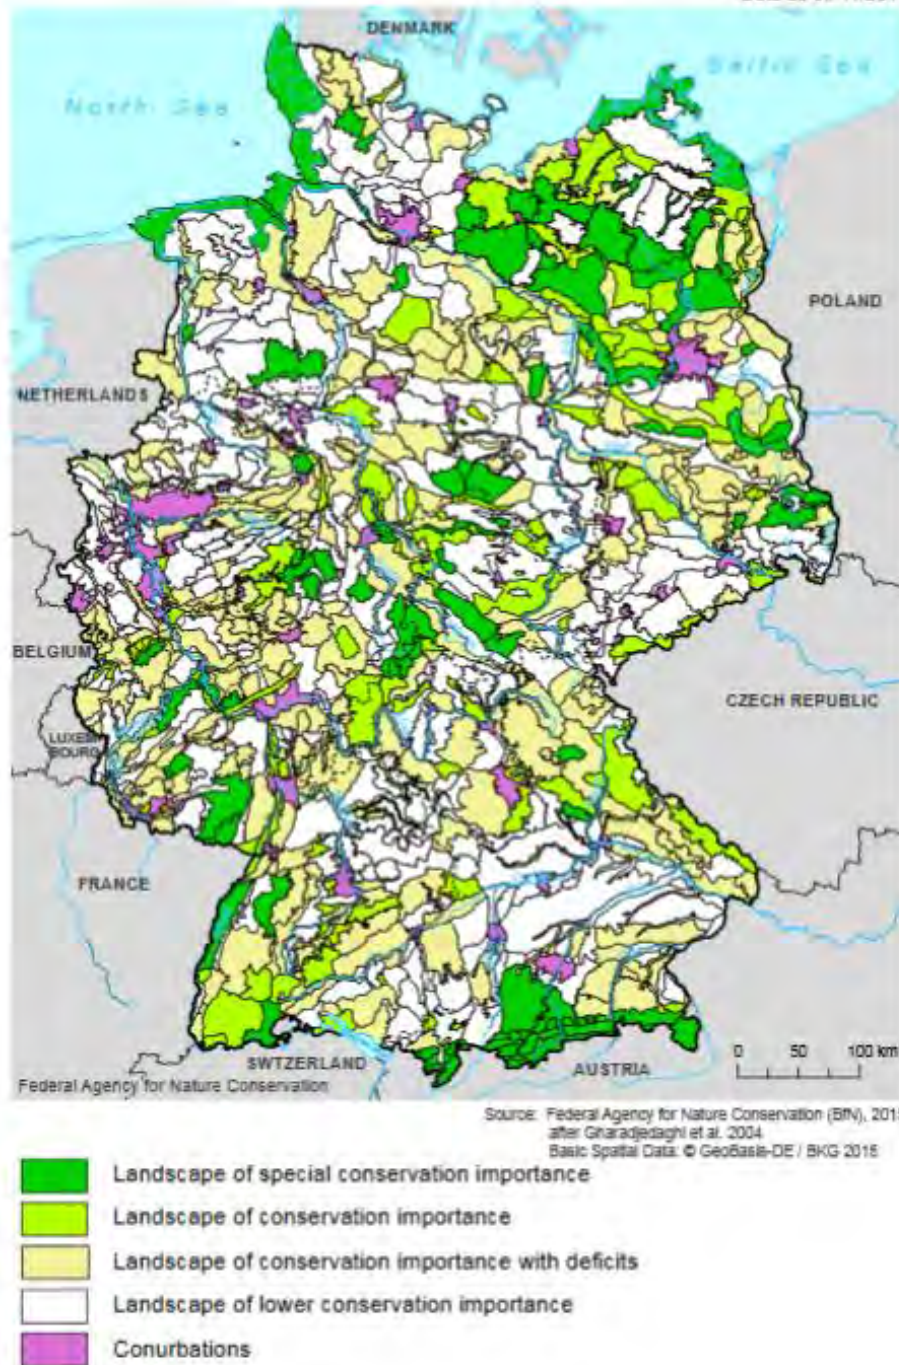 DENMARK
North Sea
Baltic Sea
POLAND
NETHERLANDS
BELGIUM
LUXEM
BOURG
CZECH REPUBLIC
FRANCE
SWTZERLAND
AUSTRIA
0 50 100 km
Federal Agency for Nature Conservation
Source: Federal Agency for Nature Conservation (BfN), 201
after Gharadjedaghi et al. 2004
Basic Spatial Data: © GeoBasis-DE / BKG 2015
Landscape of special conservation importance
Landscape of conservation importance
Landscape of conservation importance with deficits
Landscape of lower conservation importance
Conurbations